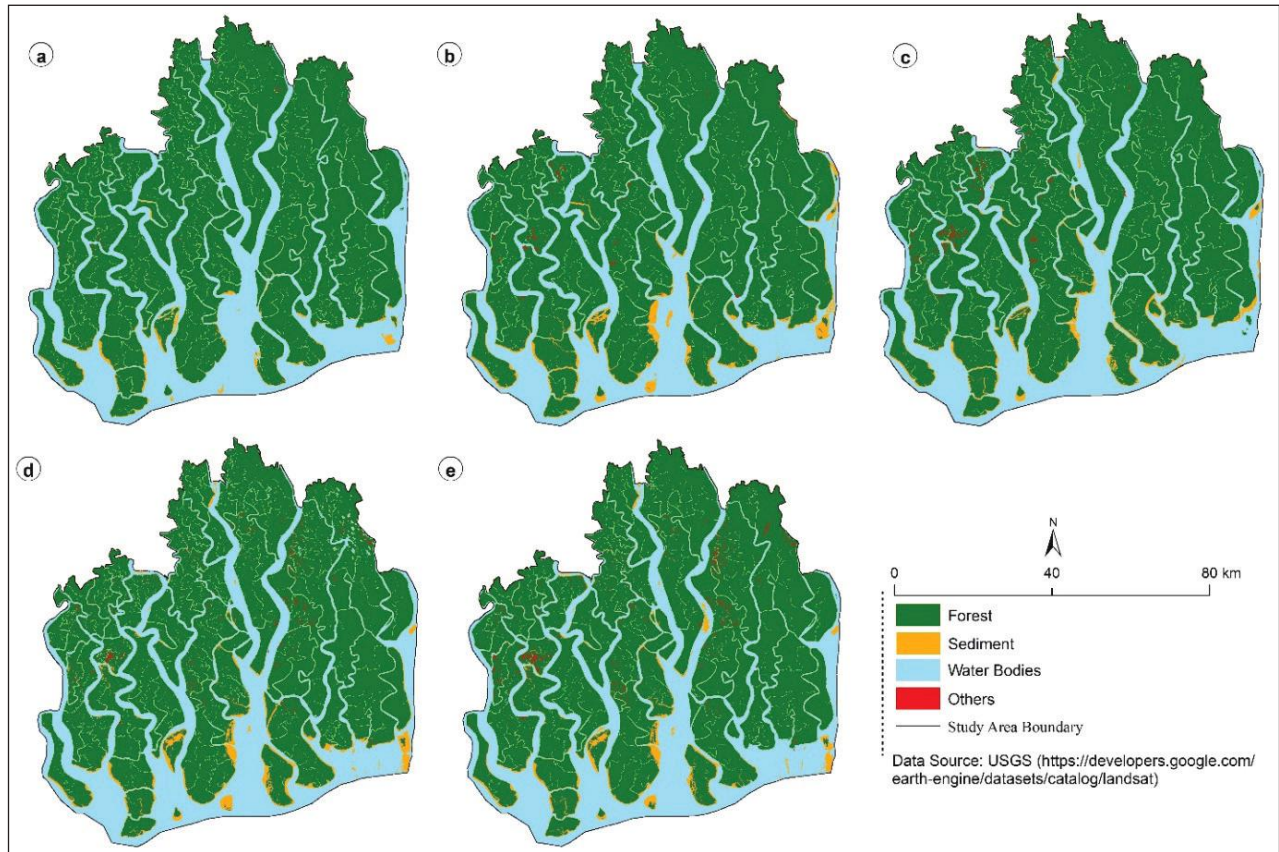 a
b
c
d
e
N
0 40 80 km
Forest
Sediment
Water Bodies
Others
Study Area Boundary
Data Source: USGS (https://developers.google.com/
earth-engine/datasets/catalog/landsat)